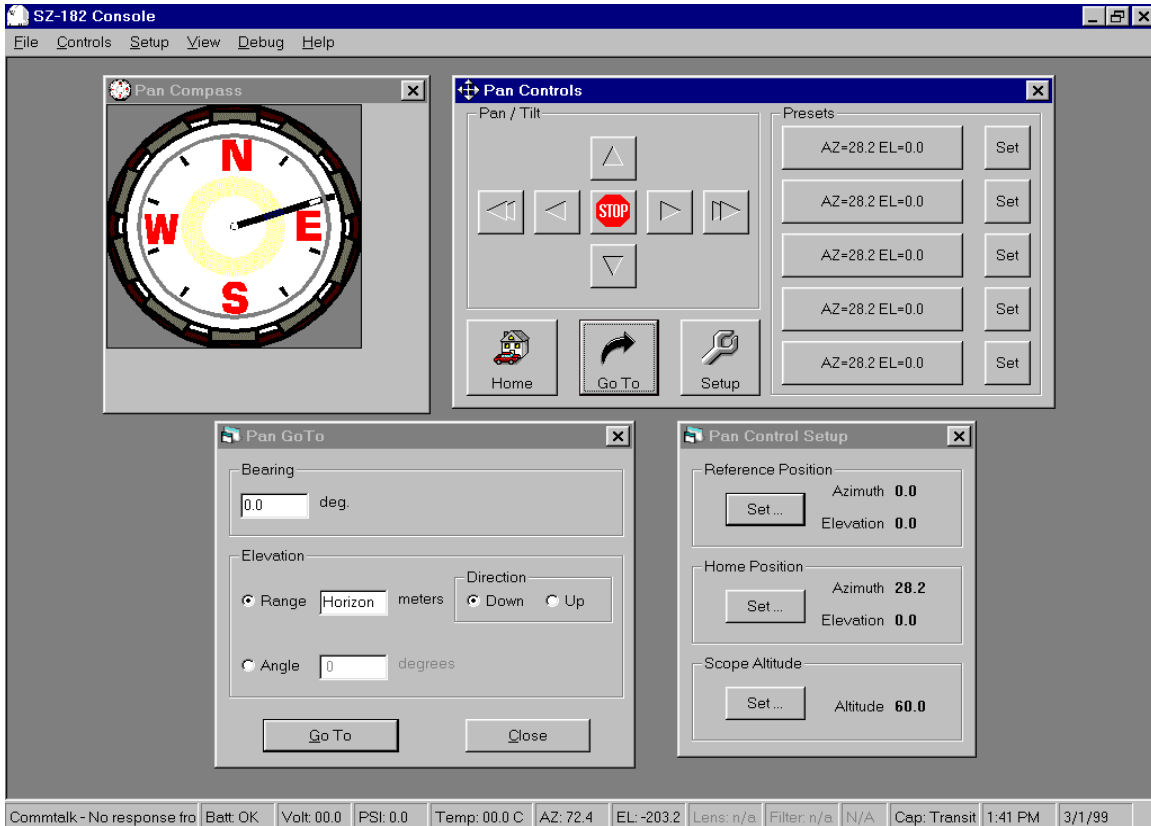 SZ-182 Console
File Controls Setup View Debug Help
Pan Compass
N
W
E
S
Pan Controls
Pan / Tilt
STOP
Home
Go To
Setup
Presets
AZ=28.2 EL=0.0 Set
AZ=28.2 EL=0.0 Set
AZ=28.2 EL=0.0 Set
AZ=28.2 EL=0.0 Set
AZ=28.2 EL=0.0 Set
Pan GoTo
Bearing
0.0 deg.
Elevation
Range Horizon meters
Direction
Down Up
Angle 0 degrees
Go To Close
Pan Control Setup
Reference Position
Set ...
Azimuth 0.0
Elevation 0.0
Home Position
Set ...
Azimuth 28.2
Elevation 0.0
Scope Altitude
Set ...
Altitude 60.0
Commtalk - No response fro Batt: OK Volt: 00.0 PSI: 0.0 Temp: 00.0 C AZ: 72.4 EL: -203.2 Lens: n/a Filter: n/a N/A Cap: Transit 1:41 PM 3/1/99